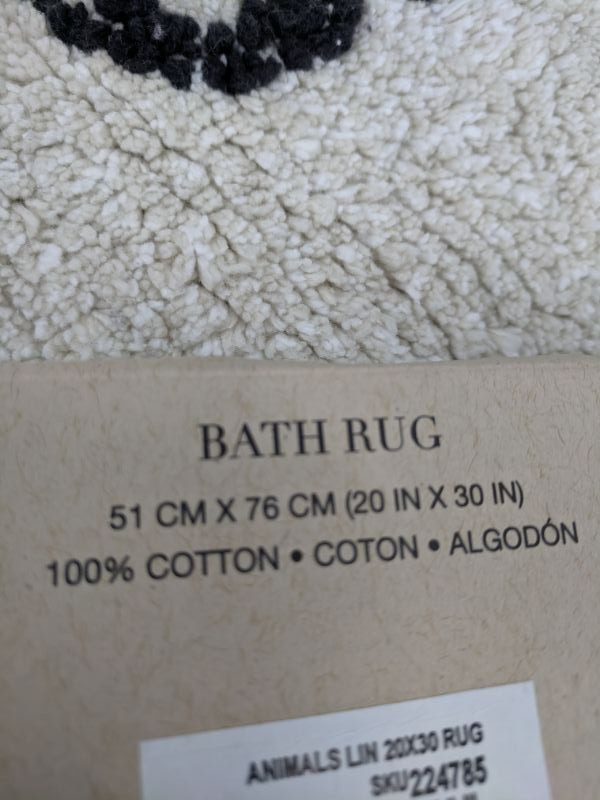 BATH RUG
51 CM X 76 CM (20 IN X 30 IN)
100% COTTON • COTON • ALGODÓN
ANIMALS LIN 20X30 RUG
SKU224785